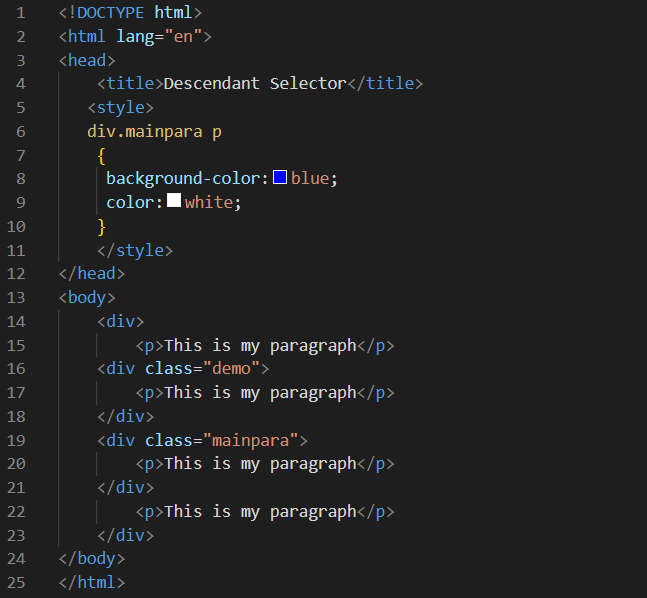 1 <!DOCTYPE html>
2 <html lang="en">
3 <head>
4     <title>Descendant Selector</title>
5    <style>
6    div.mainpara p
7     {
8      background-color:blue;
9      color:white;
10     }
11     </style>
12 </head>
13 <body>
14     <div>
15         <p>This is my paragraph</p>
16     <div class="demo">
17         <p>This is my paragraph</p>
18     </div>
19     <div class="mainpara">
20         <p>This is my paragraph</p>
21     </div>
22         <p>This is my paragraph</p>
23     </div>
24 </body>
25 </html>